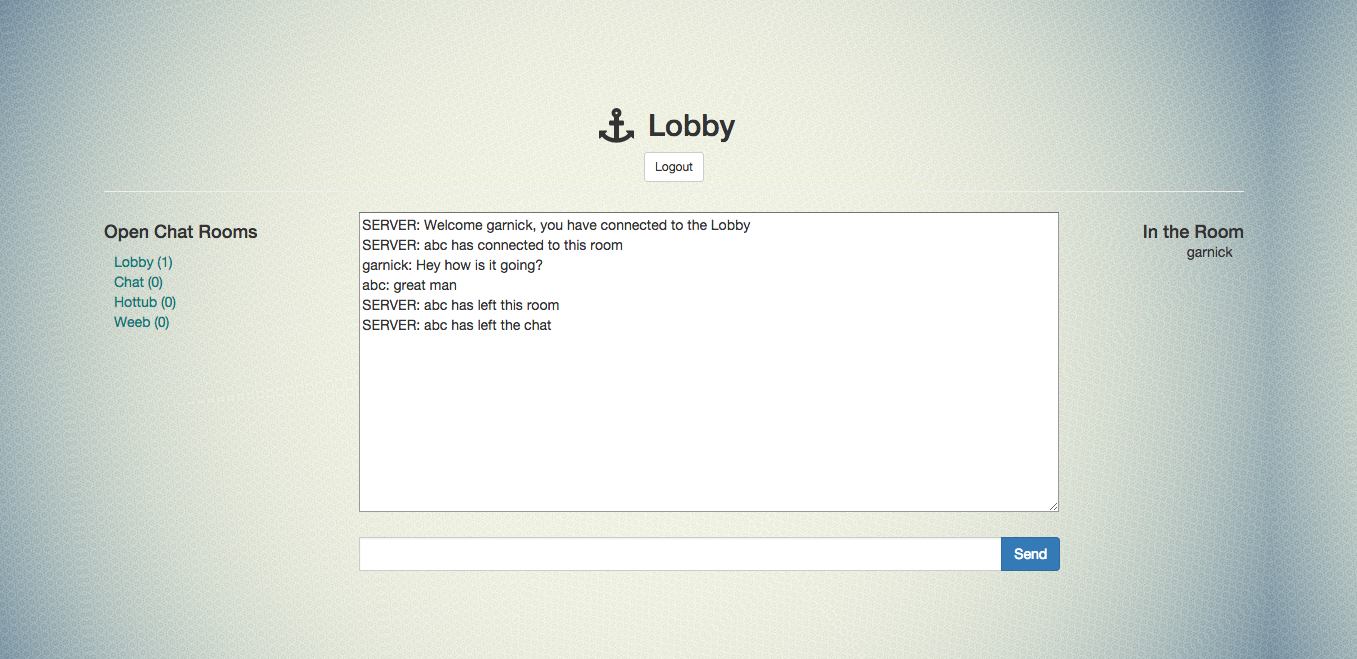 Lobby
Logout
Open Chat Rooms
Lobby (1)
Chat (0)
Hottub (0)
Weeb (0)
SERVER: Welcome garnick, you have connected to the Lobby
SERVER: abc has connected to this room
garnick: Hey how is it going?
abc: great man
SERVER: abc has left this room
SERVER: abc has left the chat
In the Room
garnick
Send